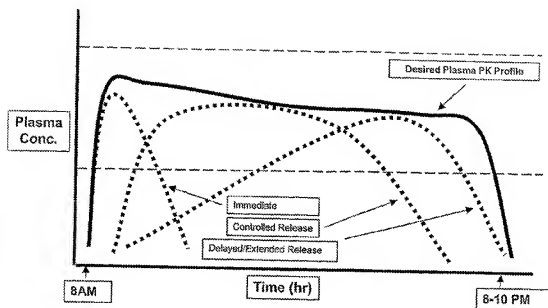 Desired Plasma PK Profile
Plasma
Conc.
Immediate
Controlled Release
Delayed/Extended Release
8AM
Time (hr)
8-10 PM